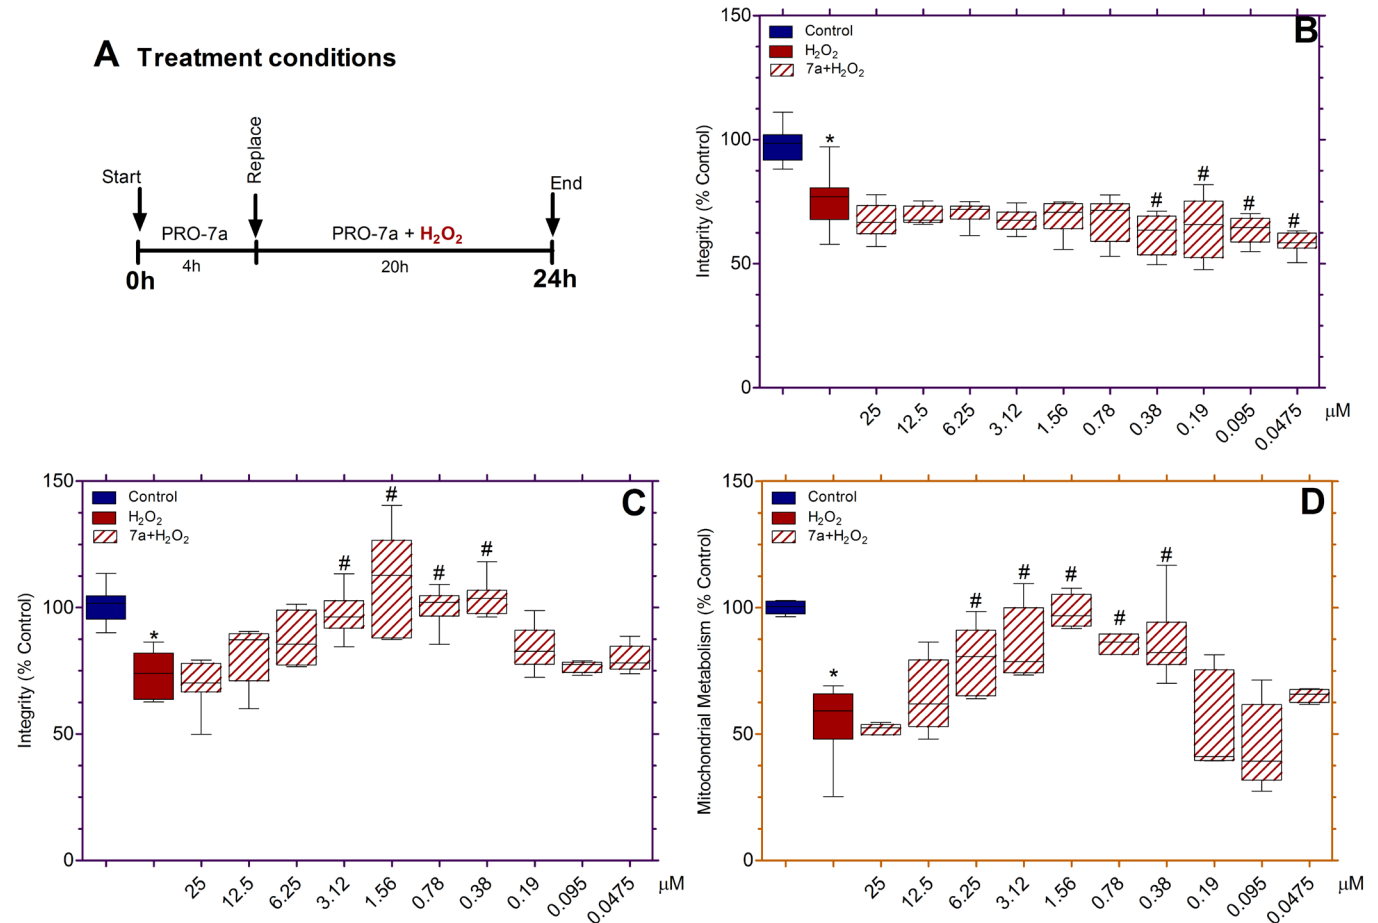 A Treatment conditions
Start
Replace
End
PRO-7a
PRO-7a + H₂O₂
4h
20h
0h
24h
B
Control
H₂O₂
7a+H₂O₂
Integrity (% Control)
150
100
50
0
*
#
#
#
#
25
12.5
6.25
3.12
1.56
0.78
0.38
0.19
0.095
0.0475
µM
C
Control
H₂O₂
7a+H₂O₂
Integrity (% Control)
150
100
50
0
*
#
#
#
#
25
12.5
6.25
3.12
1.56
0.78
0.38
0.19
0.095
0.0475
µM
D
Control
H₂O₂
7a+H₂O₂
Mitochondrial Metabolism (% Control)
150
100
50
0
*
#
#
#
#
#
25
12.5
6.25
3.12
1.56
0.78
0.38
0.19
0.095
0.0475
µM